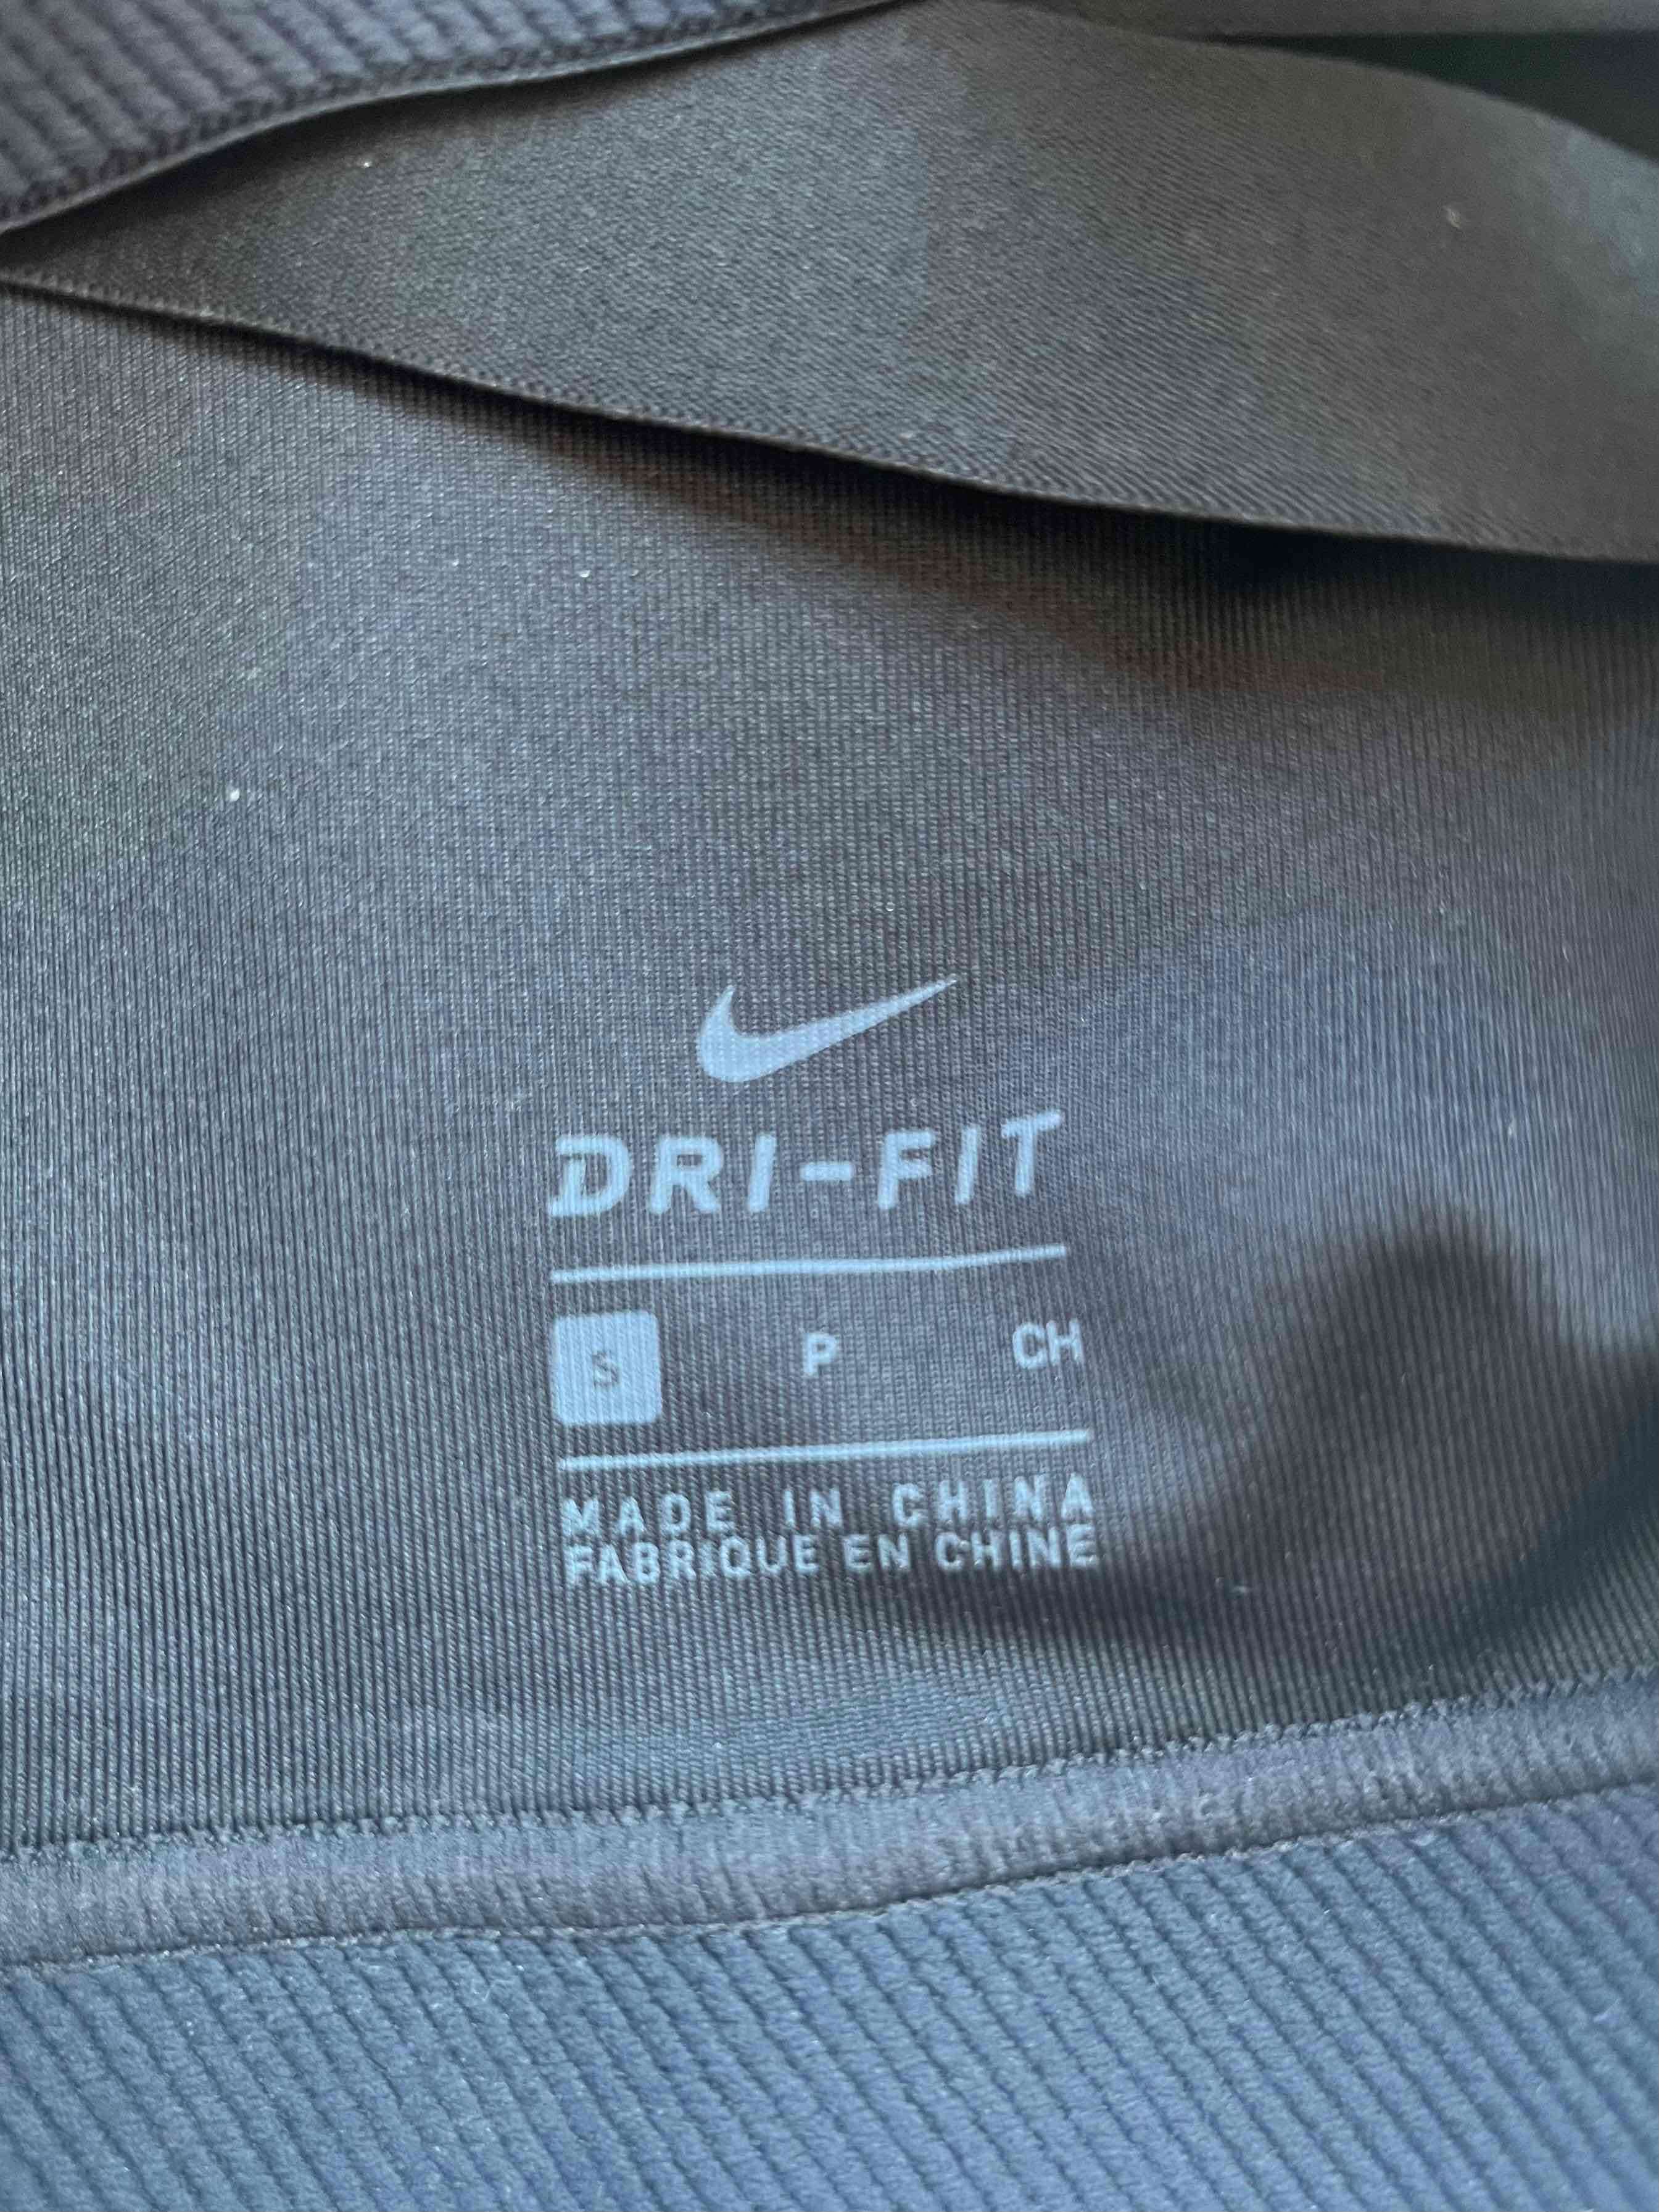 DRI-FIT
S P CH
MADE IN CHINA
FABRIQUE EN CHINE